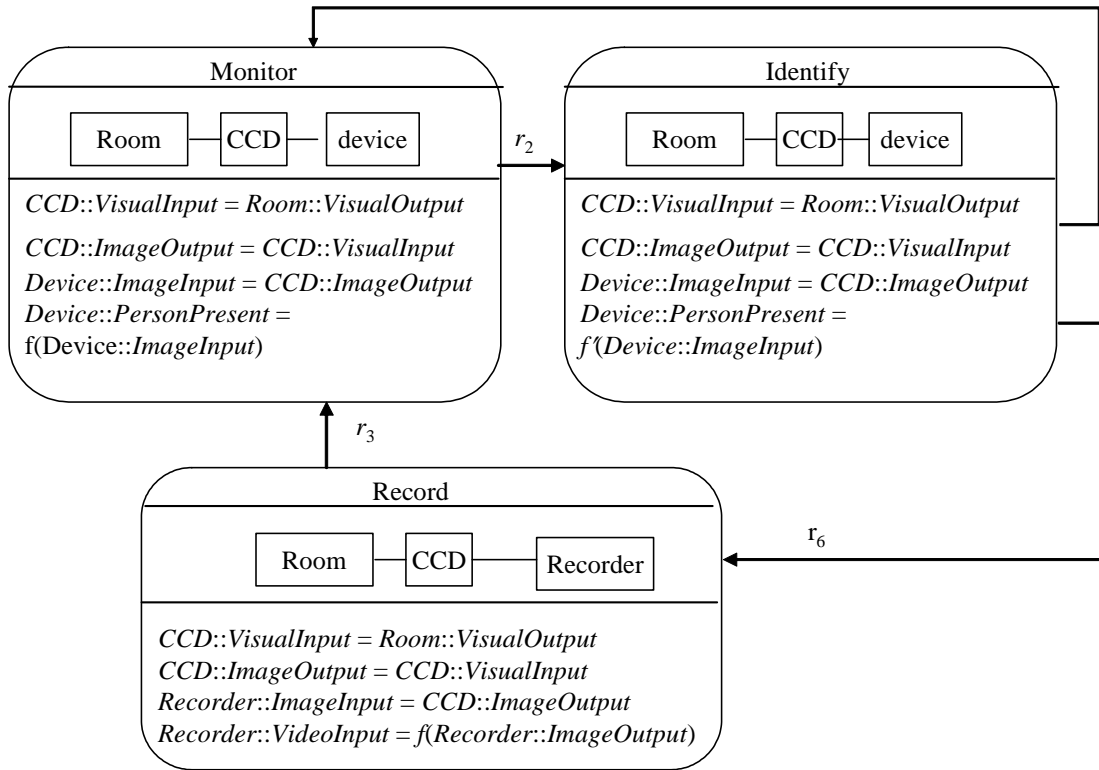 Monitor
Room CCD device
CCD::VisualInput = Room::VisualOutput
CCD::ImageOutput = CCD::VisualInput
Device::ImageInput = CCD::ImageOutput
Device::PersonPresent =
f(Device::ImageInput)
r2
Identify
Room CCD device
CCD::VisualInput = Room::VisualOutput
CCD::ImageOutput = CCD::VisualInput
Device::ImageInput = CCD::ImageOutput
Device::PersonPresent =
f'(Device::ImageInput)
r3
Record
Room CCD Recorder
CCD::VisualInput = Room::VisualOutput
CCD::ImageOutput = CCD::VisualInput
Recorder::ImageInput = CCD::ImageOutput
Recorder::VideoInput = f(Recorder::ImageOutput)
r6